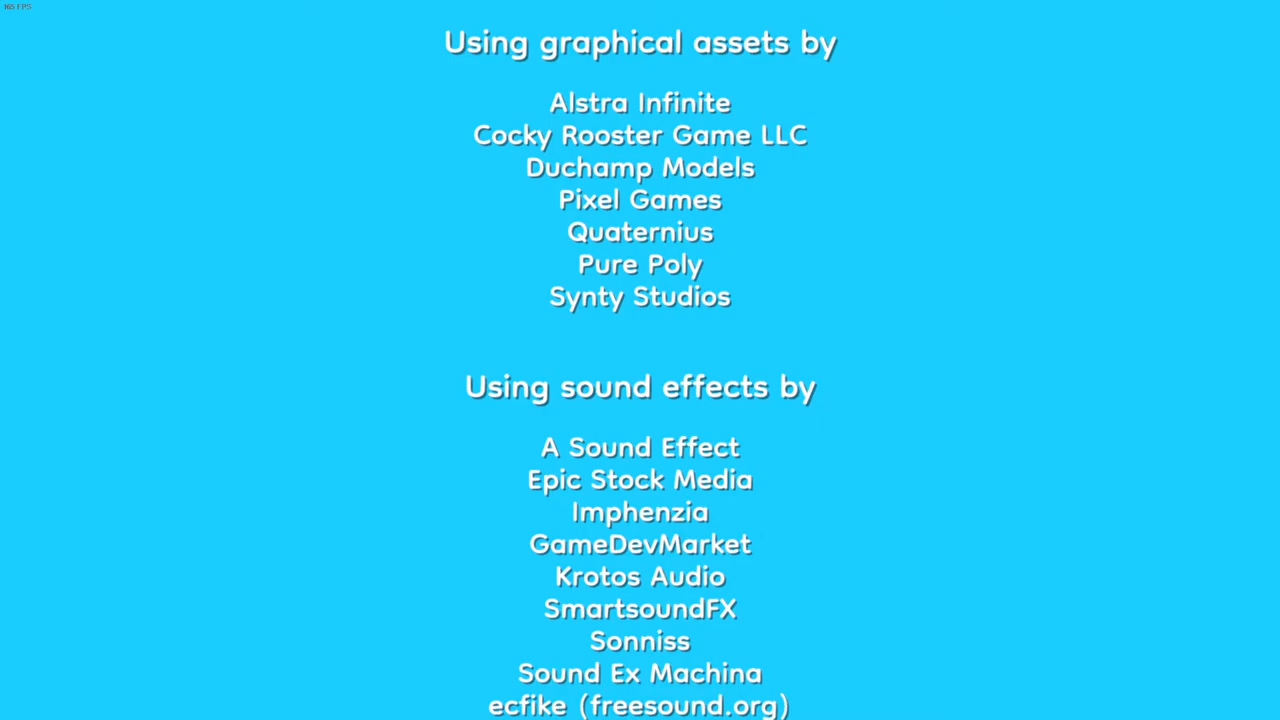 165 FPS
Using graphical assets by
Alstra Infinite
Cocky Rooster Game LLC
Duchamp Models
Pixel Games
Quaternius
Pure Poly
Synty Studios
Using sound effects by
A Sound Effect
Epic Stock Media
Imphenzia
GameDevMarket
Krotos Audio
SmartsoundFX
Sonniss
Sound Ex Machina
ecfike (freesound.org)